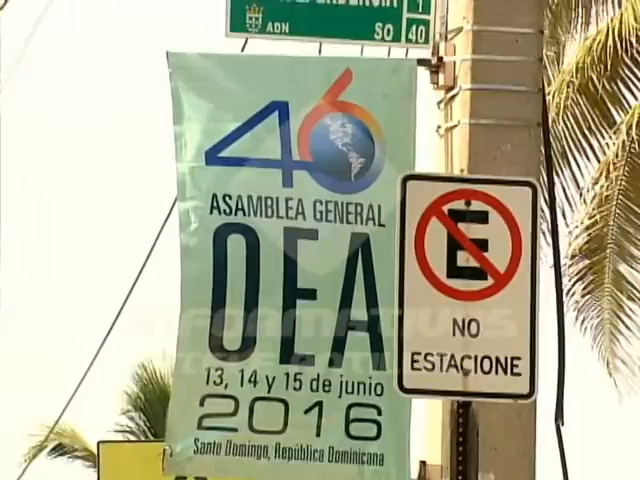 ADN
SO
1
40
46
ASAMBLEA GENERAL
OEA
13, 14 y 15 de junio
2016
Santo Domingo, República Dominicana
E
NO
ESTACIONE
INFORMATIVOS